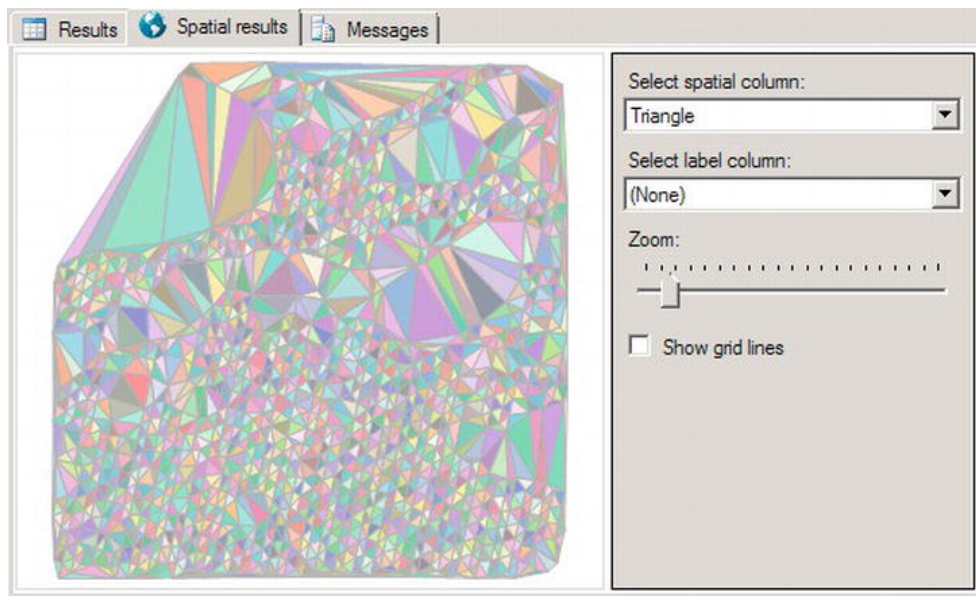 Results
Spatial results
Messages
Select spatial column:
Triangle
Select label column:
(None)
Zoom:
Show grid lines